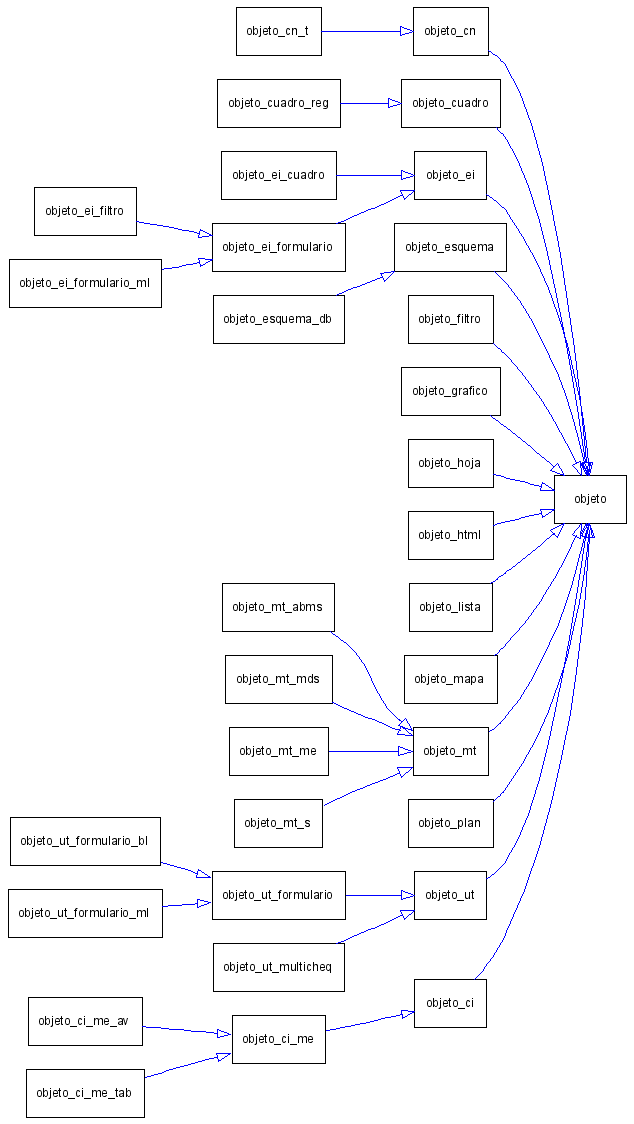 objeto_cn_t
objeto_cn
objeto_cuadro_reg
objeto_cuadro
objeto_ei_cuadro
objeto_ei
objeto_ei_filtro
objeto_ei_formulario
objeto_esquema
objeto_ei_formulario_ml
objeto_esquema_db
objeto_filtro
objeto_grafico
objeto_hoja
objeto
objeto_html
objeto_mt_abms
objeto_lista
objeto_mt_mds
objeto_mapa
objeto_mt_me
objeto_mt
objeto_mt_s
objeto_plan
objeto_ut_formulario_bl
objeto_ut_formulario
objeto_ut
objeto_ut_formulario_ml
objeto_ut_multicheq
objeto_ci
objeto_ci_me_av
objeto_ci_me
objeto_ci_me_tab